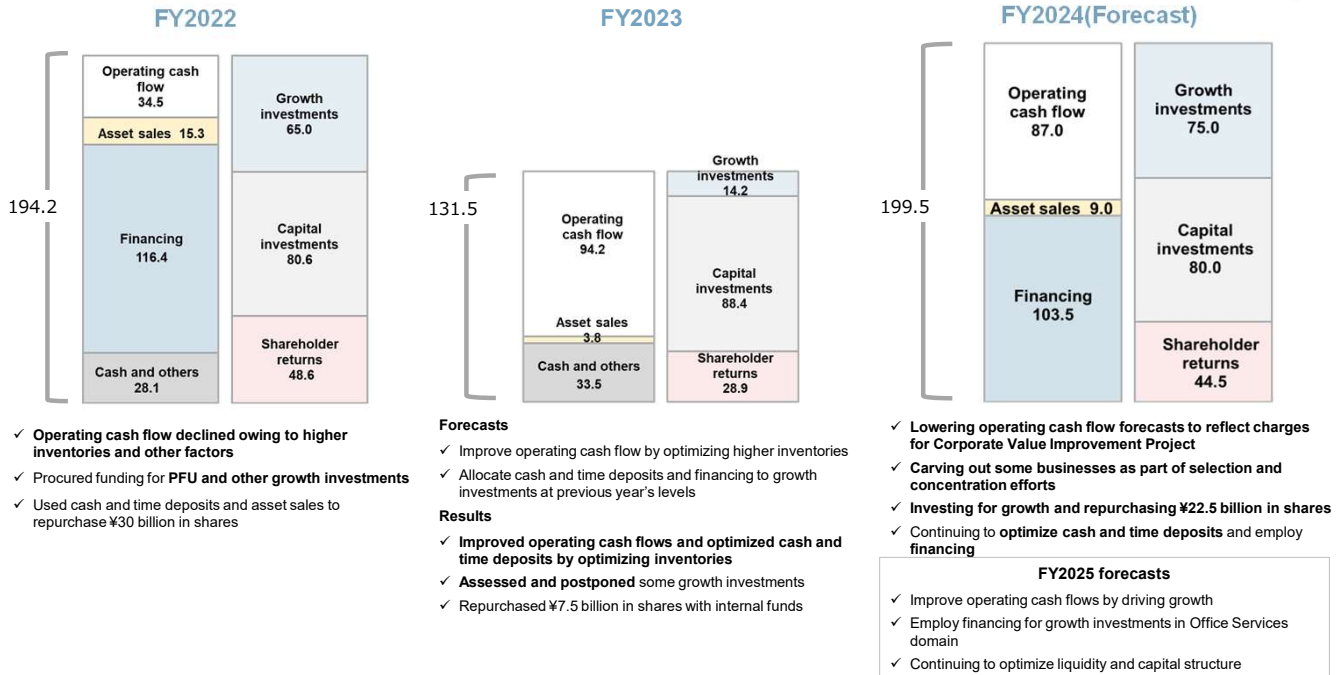 FY2022
194.2
Operating cash
flow
34.5
Asset sales 15.3
Financing
116.4
Cash and others
28.1
Growth
investments
65.0
Capital
investments
80.6
Shareholder
returns
48.6
✓ Operating cash flow declined owing to higher
inventories and other factors
✓ Procured funding for PFU and other growth investments
✓ Used cash and time deposits and asset sales to
repurchase ¥30 billion in shares
FY2023
131.5
Operating
cash flow
94.2
Asset sales
3.8
Cash and others
33.5
Growth
investments
14.2
Capital
investments
88.4
Shareholder
returns
28.9
Forecasts
✓ Improve operating cash flow by optimizing higher inventories
✓ Allocate cash and time deposits and financing to growth
investments at previous year's levels
Results
✓ Improved operating cash flows and optimized cash and
time deposits by optimizing inventories
✓ Assessed and postponed some growth investments
✓ Repurchased ¥7.5 billion in shares with internal funds
FY2024(Forecast)
199.5
Operating
cash flow
87.0
Asset sales 9.0
Financing
103.5
Growth
investments
75.0
Capital
investments
80.0
Shareholder
returns
44.5
✓ Lowering operating cash flow forecasts to reflect charges
for Corporate Value Improvement Project
✓ Carving out some businesses as part of selection and
concentration efforts
✓ Investing for growth and repurchasing ¥22.5 billion in shares
✓ Continuing to optimize cash and time deposits and employ
financing
FY2025 forecasts
✓ Improve operating cash flows by driving growth
✓ Employ financing for growth investments in Office Services
domain
✓ Continuing to optimize liquidity and capital structure